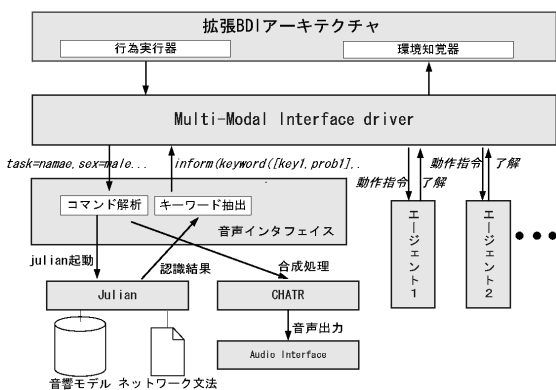 拡張BDIアーキテクチャ
行為実行器
環境知覚器
Multi-Modal Interface driver
task=namae,sex=male...
inform(keyword([key1,prob1],.
動作指令
了解
動作指令
了解
コマンド解析
キーワード抽出
音声インタフェイス
エージェント1
エージェント2
●●●
julian起動
認識結果
合成処理
Julian
CHATR
音声出力
音響モデル
ネットワーク文法
Audio Interface